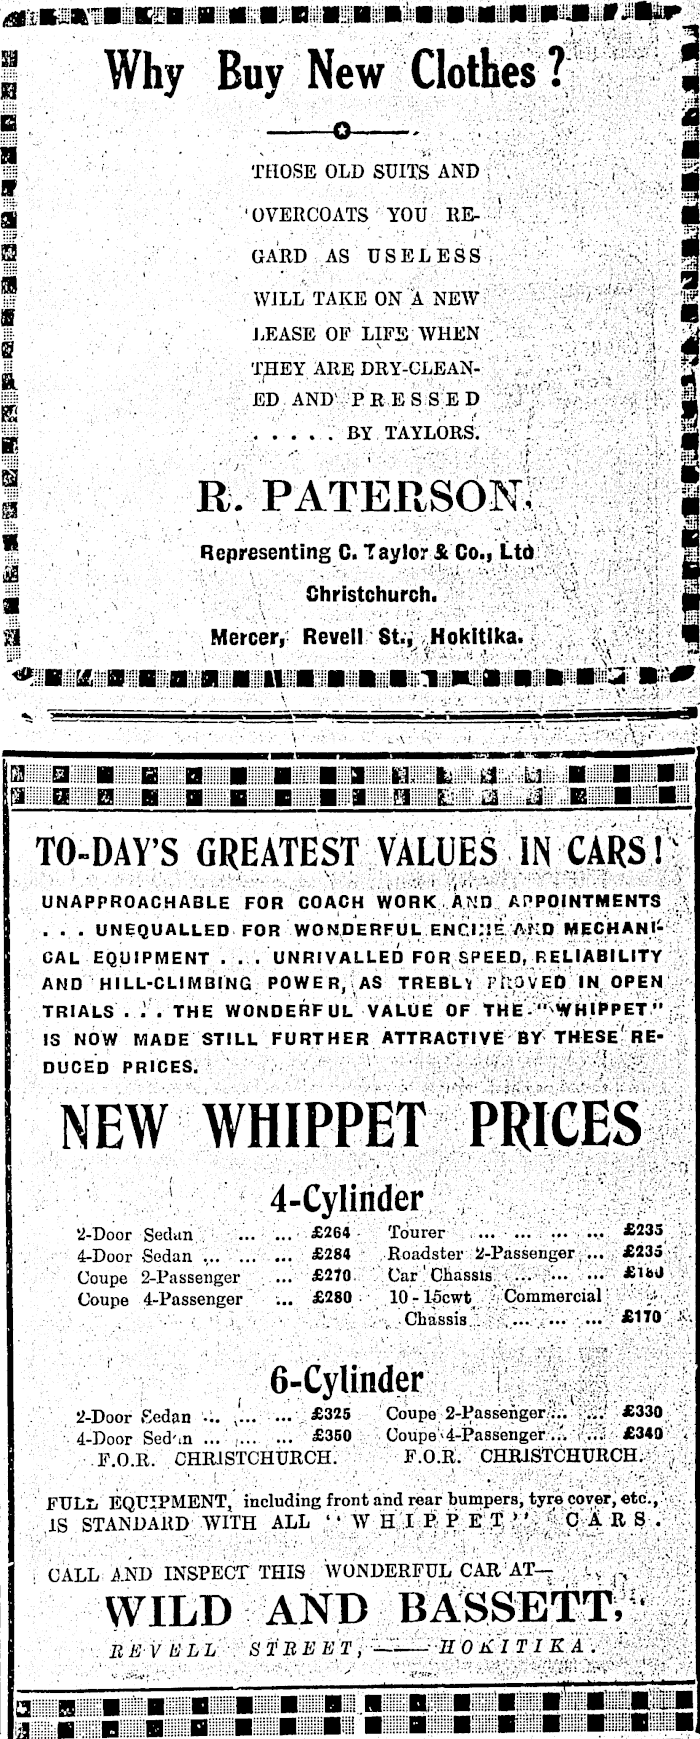 Why Buy New Clothes?
THOSE OLD SUITS AND
OVERCOATS YOU RE-
GARD AS USELESS
WILL TAKE ON A NEW
LEASE OF LIFE WHEN
THEY ARE DRY-CLEAN-
ED AND PRESSED
. . . . . BY TAYLORS.
R. PATERSON,
Representing C. Taylor & Co., Ltd
Christchurch.
Mercer, Revell St., Hokitika.
TO-DAY'S GREATEST VALUES IN CARS!
UNAPPROACHABLE FOR COACH WORK AND APPOINTMENTS
. . . UNEQUALLED FOR WONDERFUL ENGINE AND MECHANI-
CAL EQUIPMENT . . . UNRIVALLED FOR SPEED, RELIABILITY
AND HILL-CLIMBING POWER, AS TREBLY PROVED IN OPEN
TRIALS . . . THE WONDERFUL VALUE OF THE "WHIPPET"
IS NOW MADE STILL FURTHER ATTRACTIVE BY THESE RE-
DUCED PRICES.
NEW WHIPPET PRICES
4-Cylinder
2-Door Sedan ... ... £264
4-Door Sedan ... ... ... £284
Coupe 2-Passenger ... £270
Coupe 4-Passenger ... £280
Tourer ... ... ... ... £235
Roadster 2-Passenger ... £235
Car Chassis ... ... ...
10-15cwt Commercial
Chassis ... ... ... £170
6-Cylinder
2-Door Sedan ... ... ... £325
4-Door Sedan ... ... ... £350
F.O.R. CHRISTCHURCH.
Coupe 2-Passenger ... ... £330
Coupe 4-Passenger ... ... £340
F.O.R. CHRISTCHURCH.
FULL EQUIPMENT, including front and rear bumpers, tyre cover, etc.,
IS STANDARD WITH ALL "WHIPPET" CARS.
CALL AND INSPECT THIS WONDERFUL CAR AT—
WILD AND BASSETT,
REVELL STREET, —— HOKITIKA.